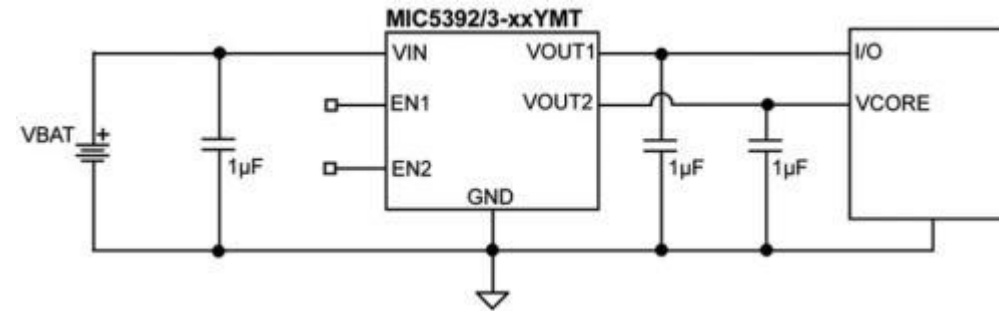 MIC5392/3-xxYMT
VIN
VOUT1
I/O
EN1
VOUT2
VCORE
VBAT
+
1µF
EN2
1µF
1µF
GND